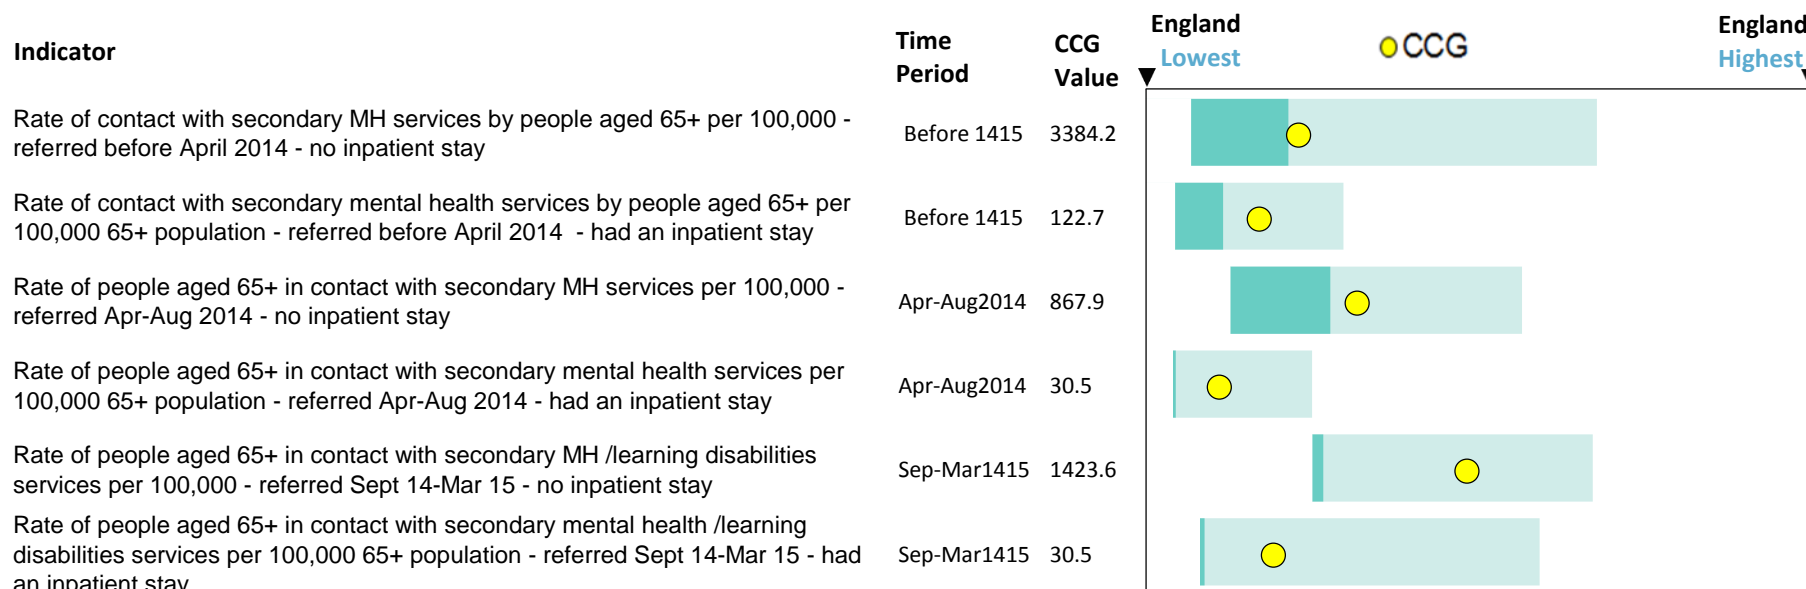 Indicator
Time Period
CCG Value
England Lowest
CCG
England Highest
Rate of contact with secondary MH services by people aged 65+ per 100,000 -
referred before April 2014 - no inpatient stay
Before 1415 3384.2
Rate of contact with secondary mental health services by people aged 65+ per
100,000 65+ population - referred before April 2014 - had an inpatient stay
Before 1415 122.7
Rate of people aged 65+ in contact with secondary MH services per 100,000 -
referred Apr-Aug 2014 - no inpatient stay
Apr-Aug2014 867.9
Rate of people aged 65+ in contact with secondary mental health services per
100,000 65+ population - referred Apr-Aug 2014 - had an inpatient stay
Apr-Aug2014 30.5
Rate of people aged 65+ in contact with secondary MH /learning disabilities
services per 100,000 - referred Sept 14-Mar 15 - no inpatient stay
Sep-Mar1415 1423.6
Rate of people aged 65+ in contact with secondary mental health /learning
disabilities services per 100,000 65+ population - referred Sept 14-Mar 15 - had
an inpatient stay
Sep-Mar1415 30.5